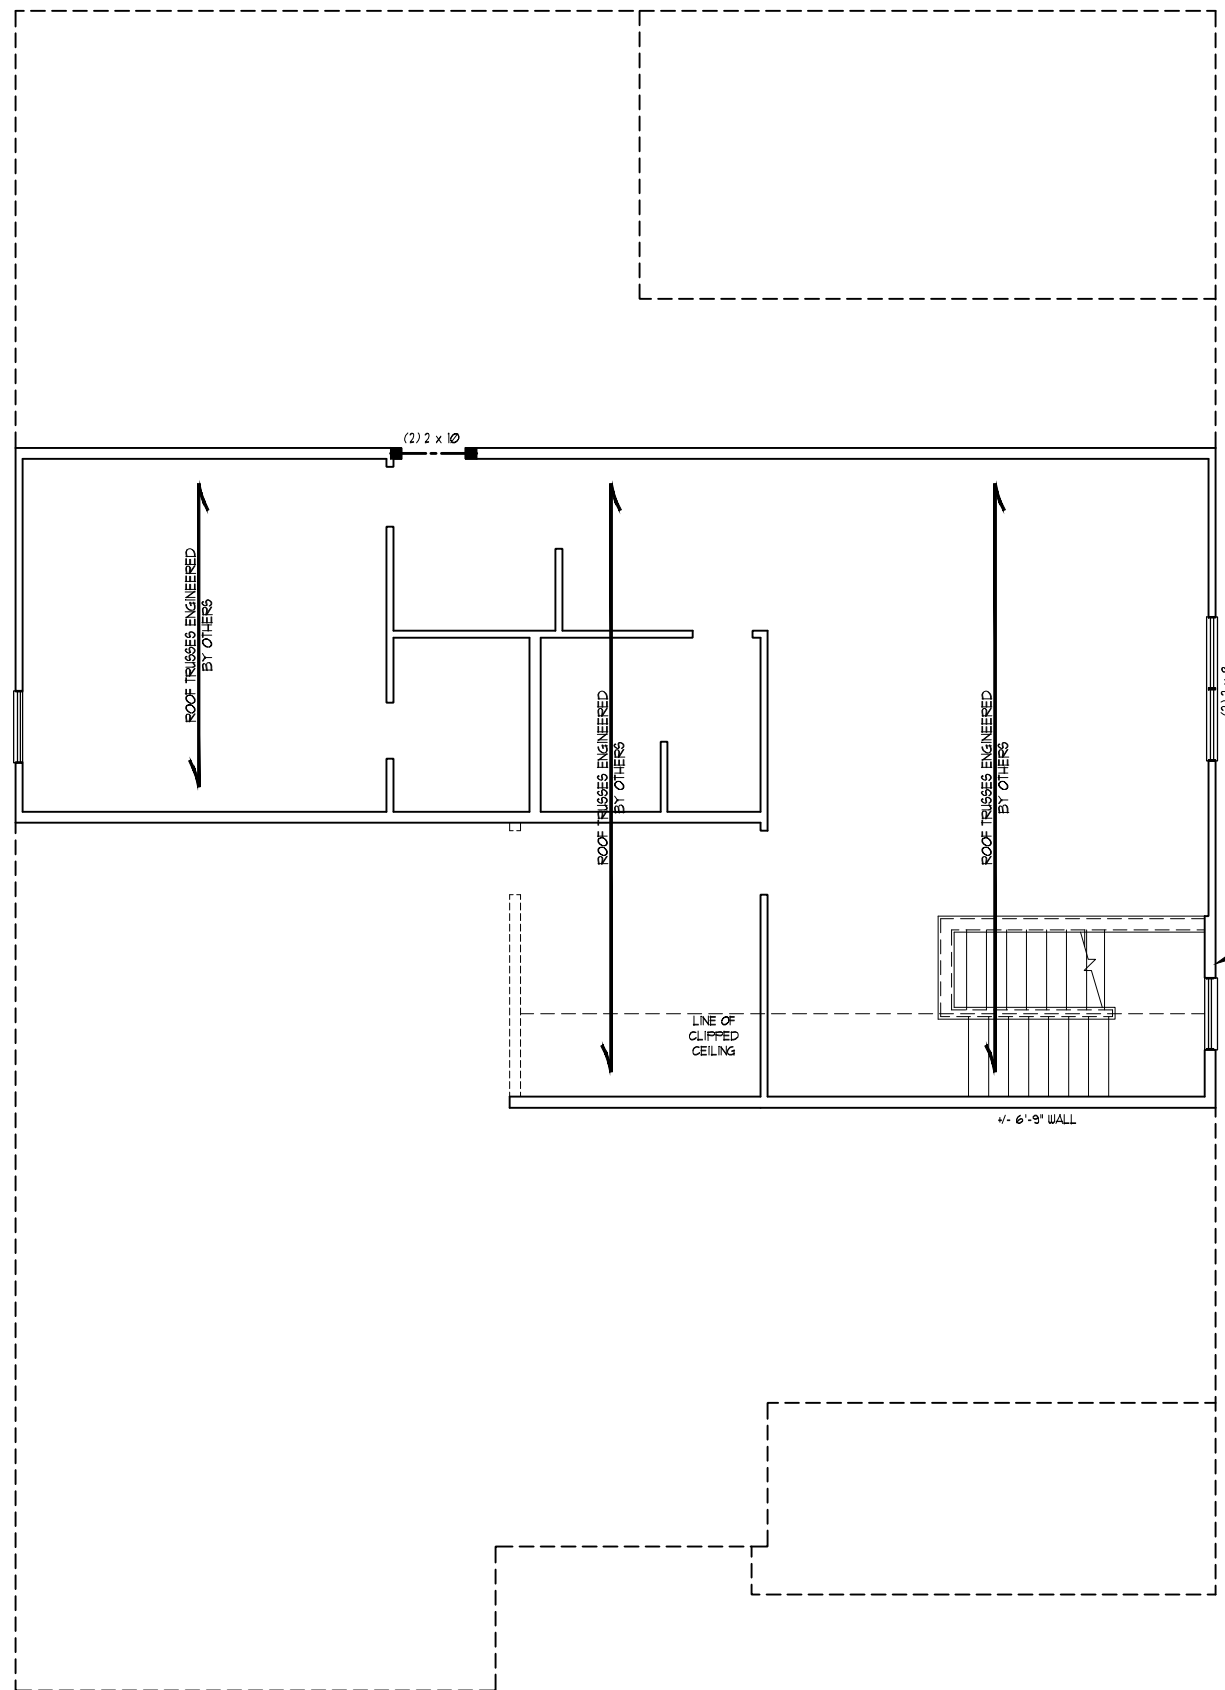 (2) 2 x 10
ROOF TRUSSES ENGINEERED
BY OTHERS
ROOF TRUSSES ENGINEERED
BY OTHERS
ROOF TRUSSES ENGINEERED
BY OTHERS
LINE OF
CLIPPED
CEILING
+/- 6'-9" WALL